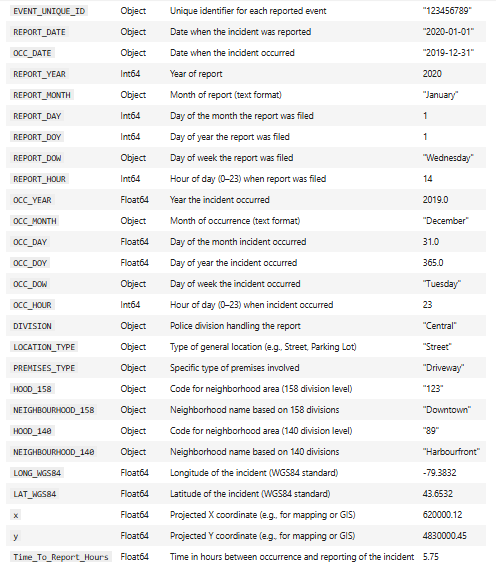 EVENT_UNIQUE_ID Object Unique identifier for each reported event "123456789"
REPORT_DATE Object Date when the incident was reported "2020-01-01"
OCC_DATE Object Date when the incident occurred "2019-12-31"
REPORT_YEAR Int64 Year of report 2020
REPORT_MONTH Object Month of report (text format) "January"
REPORT_DAY Int64 Day of the month the report was filed 1
REPORT_DOY Int64 Day of year the report was filed 1
REPORT_DOW Object Day of week the report was filed "Wednesday"
REPORT_HOUR Int64 Hour of day (0–23) when report was filed 14
OCC_YEAR Float64 Year the incident occurred 2019.0
OCC_MONTH Object Month of occurrence (text format) "December"
OCC_DAY Float64 Day of the month incident occurred 31.0
OCC_DOY Float64 Day of year the incident occurred 365.0
OCC_DOW Object Day of week the incident occurred "Tuesday"
OCC_HOUR Int64 Hour of day (0–23) when incident occurred 23
DIVISION Object Police division handling the report "Central"
LOCATION_TYPE Object Type of general location (e.g., Street, Parking Lot) "Street"
PREMISES_TYPE Object Specific type of premises involved "Driveway"
HOOD_158 Object Code for neighborhood area (158 division level) "123"
NEIGHBOURHOOD_158 Object Neighborhood name based on 158 divisions "Downtown"
HOOD_140 Object Code for neighborhood area (140 division level) "89"
NEIGHBOURHOOD_140 Object Neighborhood name based on 140 divisions "Harbourfront"
LONG_WGS84 Float64 Longitude of the incident (WGS84 standard) -79.3832
LAT_WGS84 Float64 Latitude of the incident (WGS84 standard) 43.6532
x Float64 Projected X coordinate (e.g., for mapping or GIS) 620000.12
y Float64 Projected Y coordinate (e.g., for mapping or GIS) 4830000.45
Time_To_Report_Hours Float64 Time in hours between occurrence and reporting of the incident 5.75